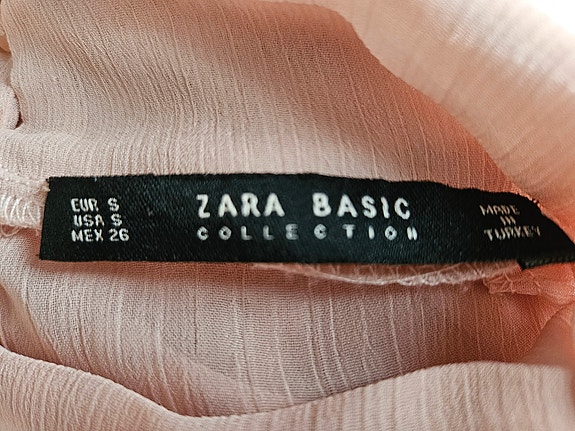 EUR S
USA S
MEX 26
ZARA BASIC
COLLECTION
MADE
IN
TURKEY